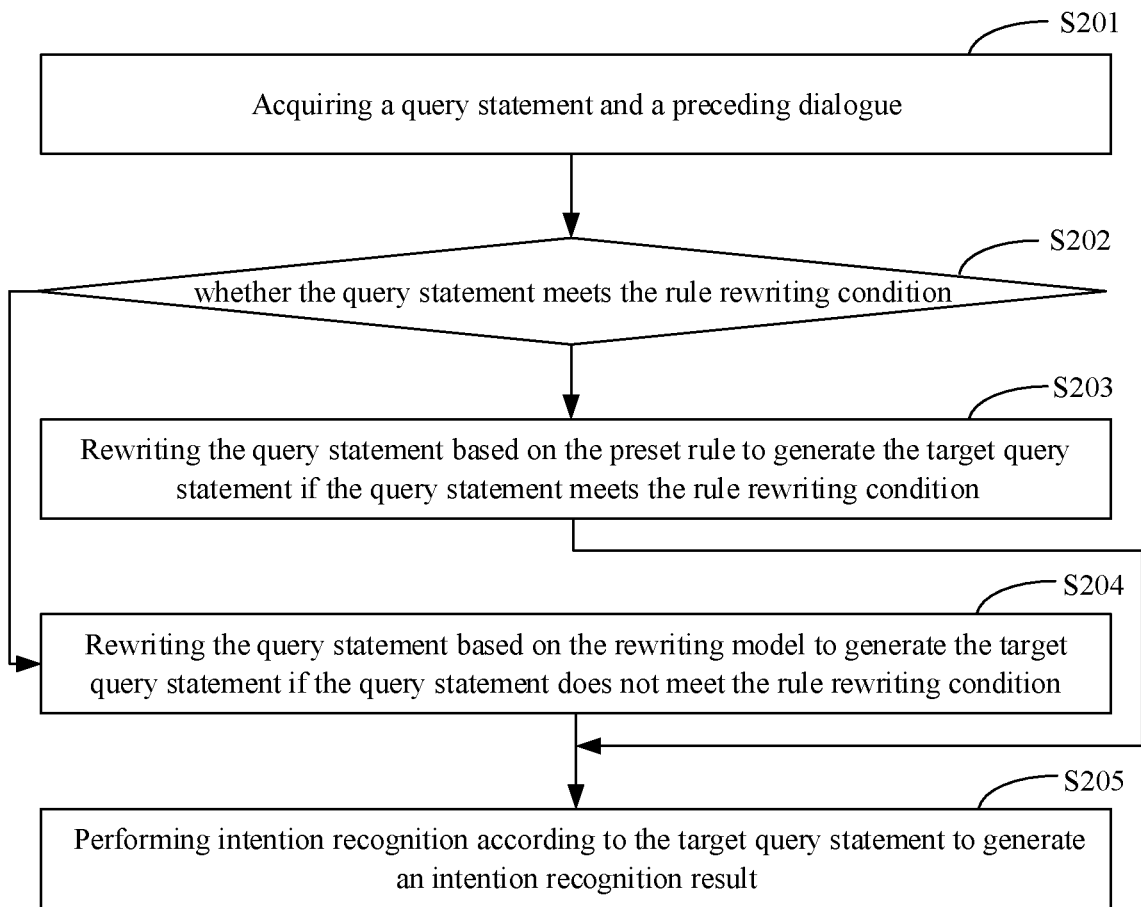 S201
Acquiring a query statement and a preceding dialogue
S202
whether the query statement meets the rule rewriting condition
S203
Rewriting the query statement based on the preset rule to generate the target query
statement if the query statement meets the rule rewriting condition
S204
Rewriting the query statement based on the rewriting model to generate the target
query statement if the query statement does not meet the rule rewriting condition
S205
Performing intention recognition according to the target query statement to generate
an intention recognition result